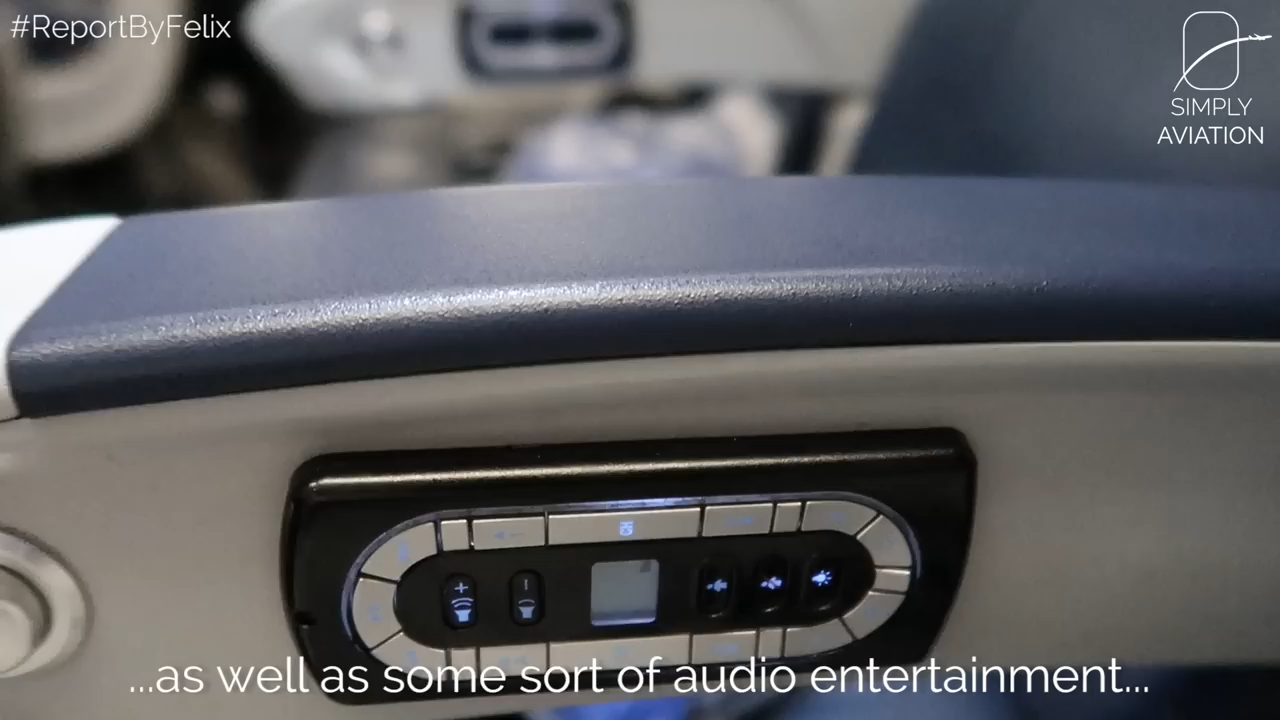 #ReportByFelix
SIMPLY
AVIATION
...as well as some sort of audio entertainment...